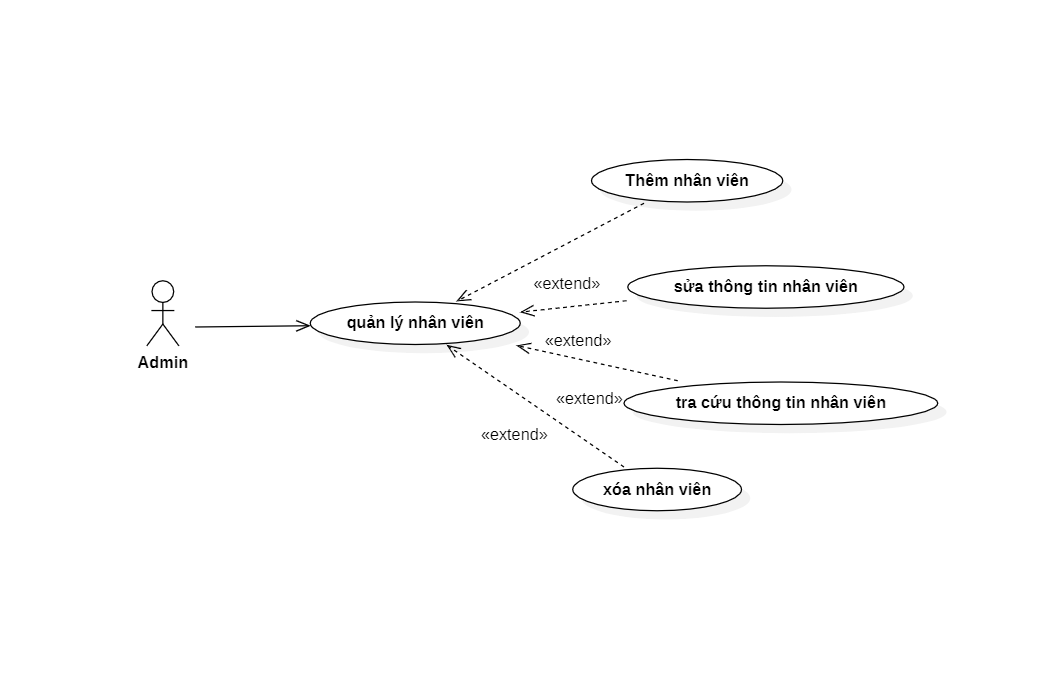 Thêm nhân viên
«extend»
sửa thông tin nhân viên
quản lý nhân viên
«extend»
Admin
«extend»
tra cứu thông tin nhân viên
«extend»
xóa nhân viên